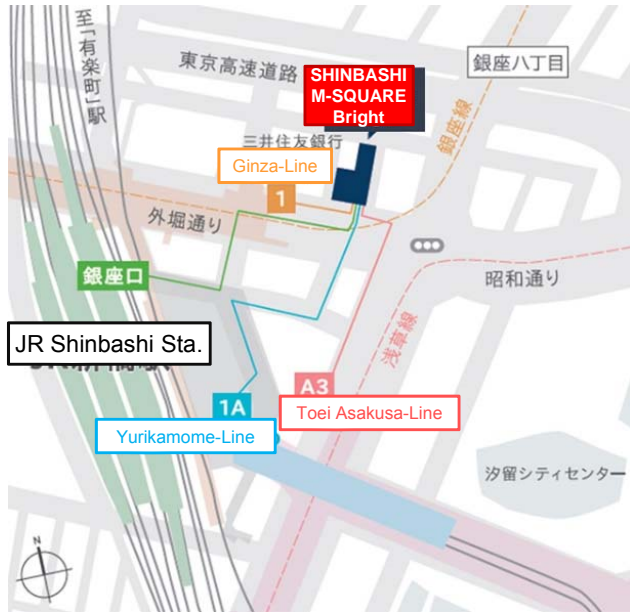 至「有楽町」駅
東京高速道路
SHINBASHI
M-SQUARE
Bright
銀座八丁目
三井住友銀行
銀座線
Ginza-Line
1
外堀通り
銀座口
昭和通り
JR Shinbashi Sta.
浅草線
A3
1A
Toei Asakusa-Line
Yurikamome-Line
汐留シティセンター
N